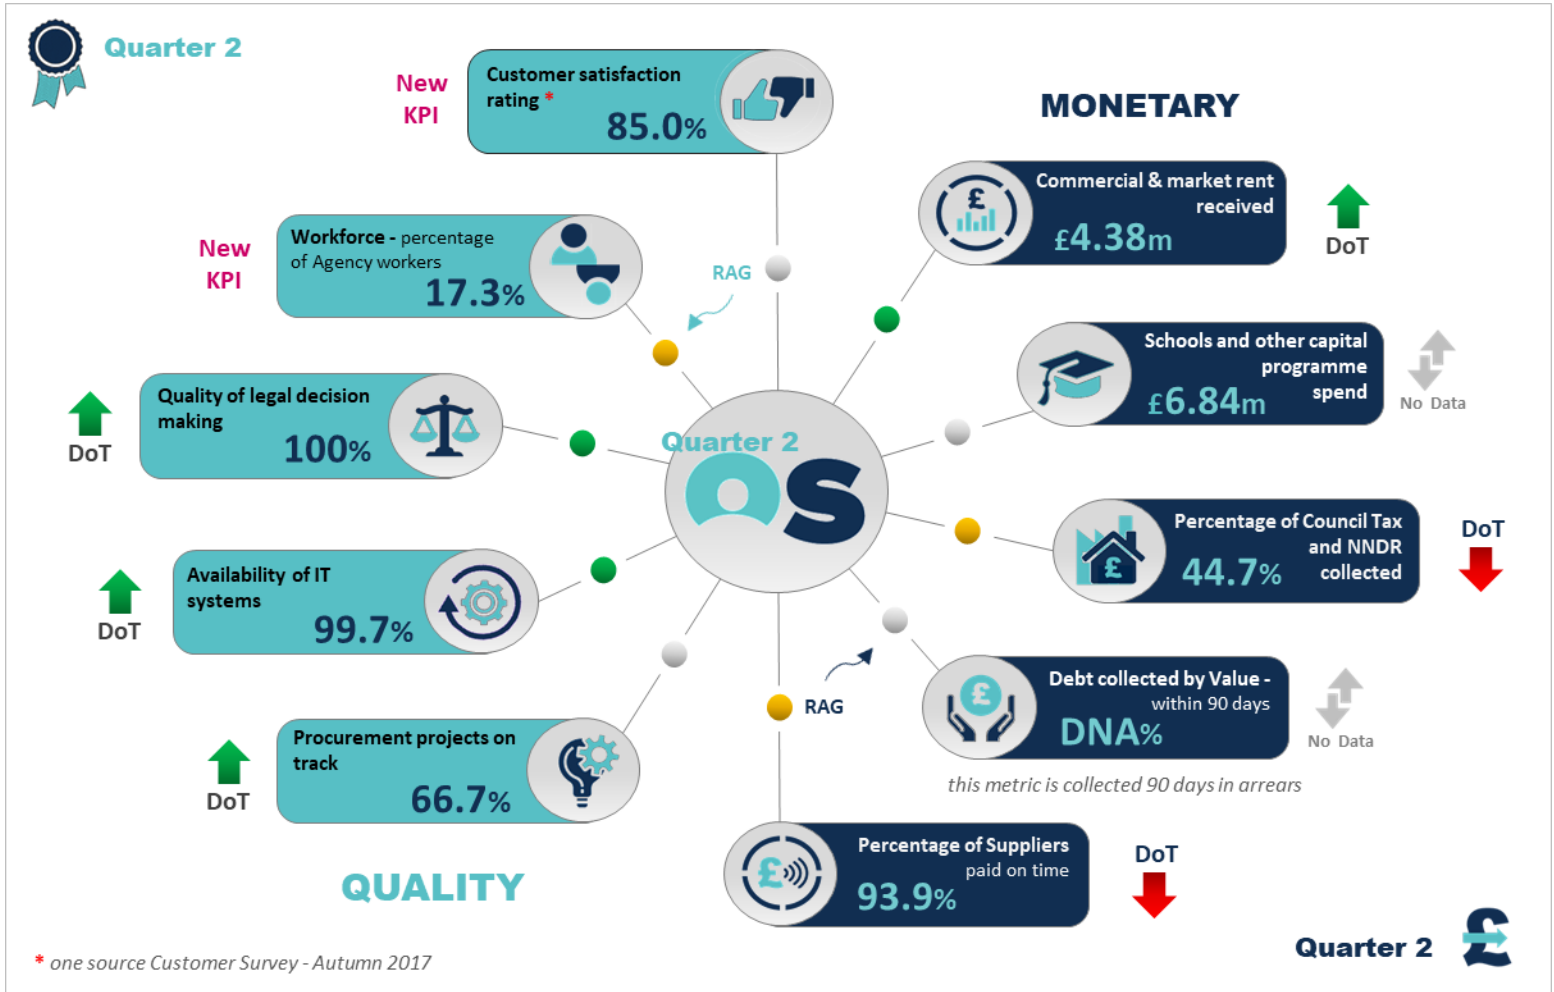 Quarter 2
New
KPI
Customer satisfaction
rating *
85.0%
New
KPI
Workforce - percentage
of Agency workers
17.3%
RAG
DoT
Quality of legal decision
making
100%
DoT
Availability of IT
systems
99.7%
DoT
Procurement projects on
track
66.7%
QUALITY
* one source Customer Survey - Autumn 2017
Quarter 2
OS
MONETARY
Commercial & market rent
received
£4.38m
DoT
Schools and other capital
programme
spend
£6.84m
No Data
Percentage of Council Tax
and NNDR
collected
44.7%
DoT
RAG
Debt collected by Value -
within 90 days
DNA%
No Data
this metric is collected 90 days in arrears
Percentage of Suppliers
paid on time
93.9%
DoT
Quarter 2
£